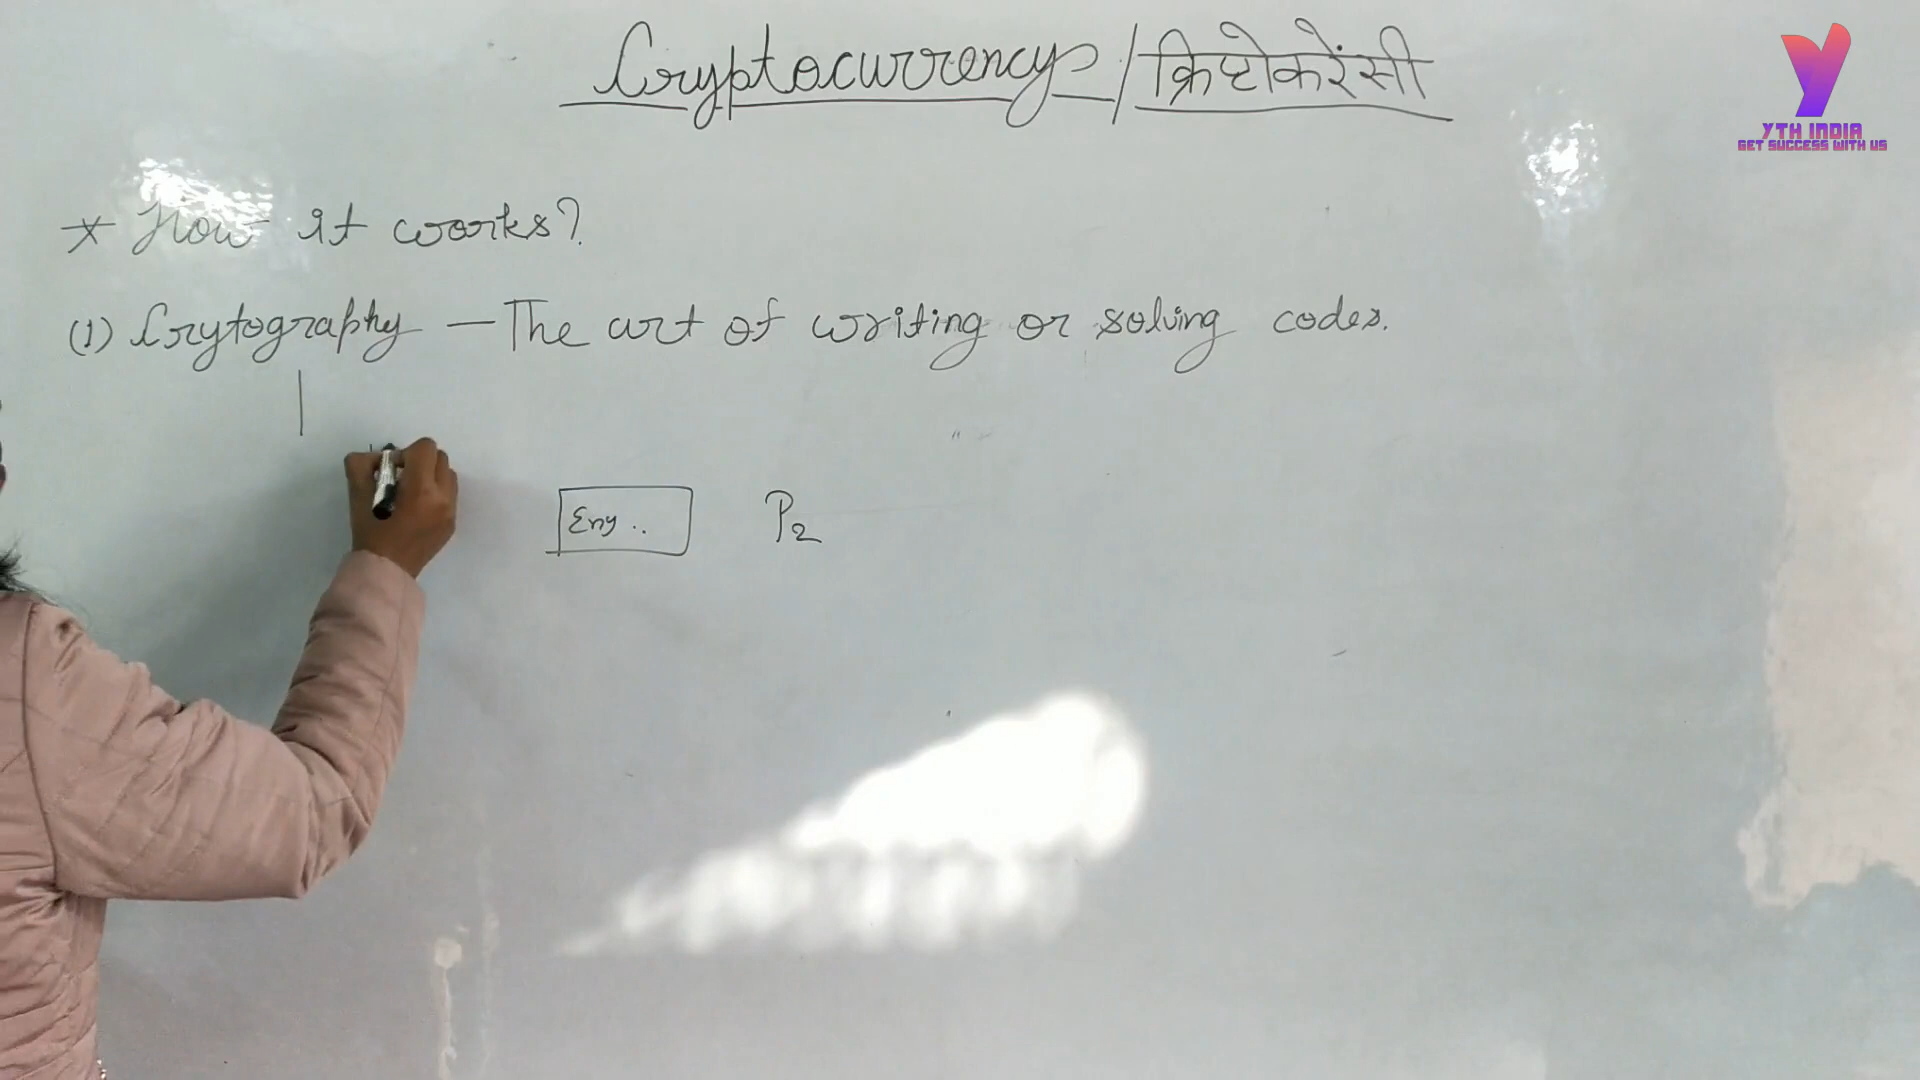 Cryptocurrency / क्रिप्टोकरेंसी
YTH INDIA
GET SUCCESS WITH US
* How it works?
(1) Crytography — The art of writing or solving codes.
Eng .. P2